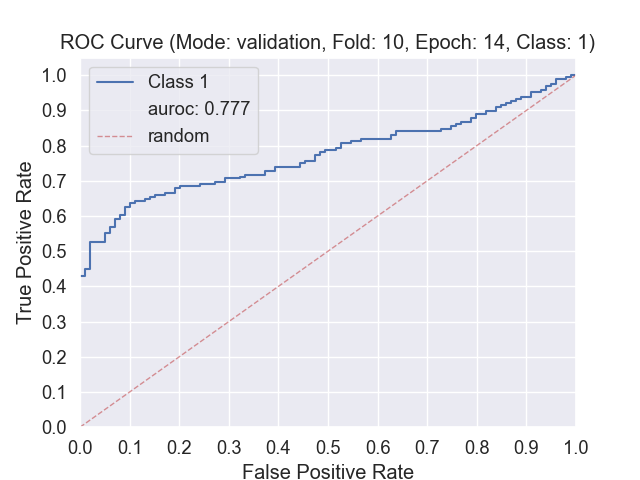 ROC Curve (Mode: validation, Fold: 10, Epoch: 14, Class: 1)
Class 1
auroc: 0.777
random
True Positive Rate
1.0
0.9
0.8
0.7
0.6
0.5
0.4
0.3
0.2
0.1
0.0
0.0 0.1 0.2 0.3 0.4 0.5 0.6 0.7 0.8 0.9 1.0
False Positive Rate